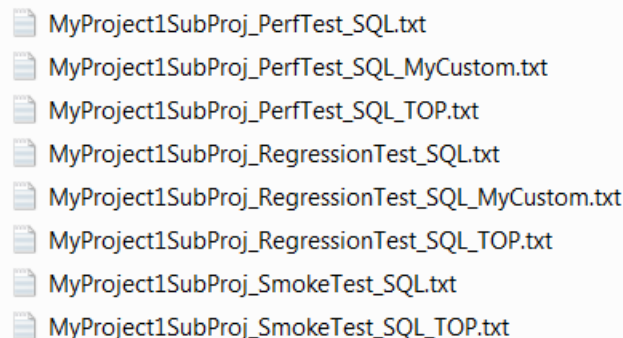 MyProject1SubProj_PerfTest_SQL.txt
MyProject1SubProj_PerfTest_SQL_MyCustom.txt
MyProject1SubProj_PerfTest_SQL_TOP.txt
MyProject1SubProj_RegressionTest_SQL.txt
MyProject1SubProj_RegressionTest_SQL_MyCustom.txt
MyProject1SubProj_RegressionTest_SQL_TOP.txt
MyProject1SubProj_SmokeTest_SQL.txt
MyProject1SubProj_SmokeTest_SQL_TOP.txt